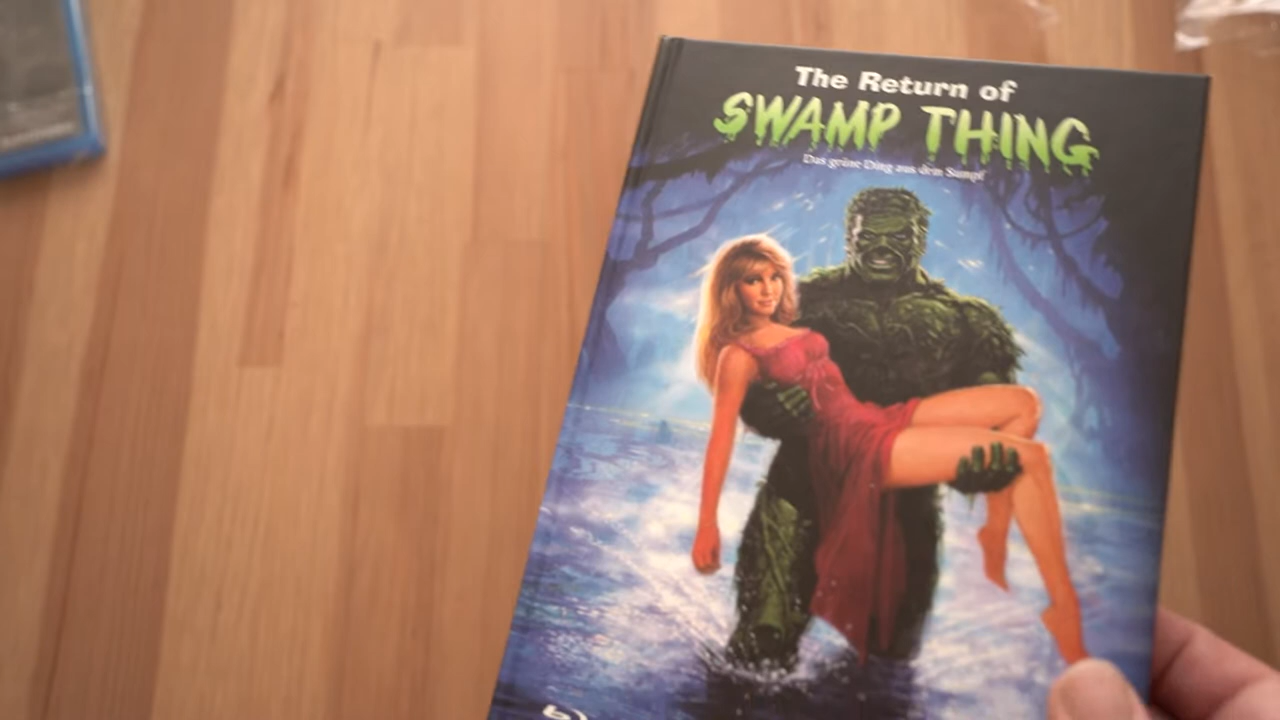 The Return of
SWAMP THING
Das grüne Ding aus dem Sumpf